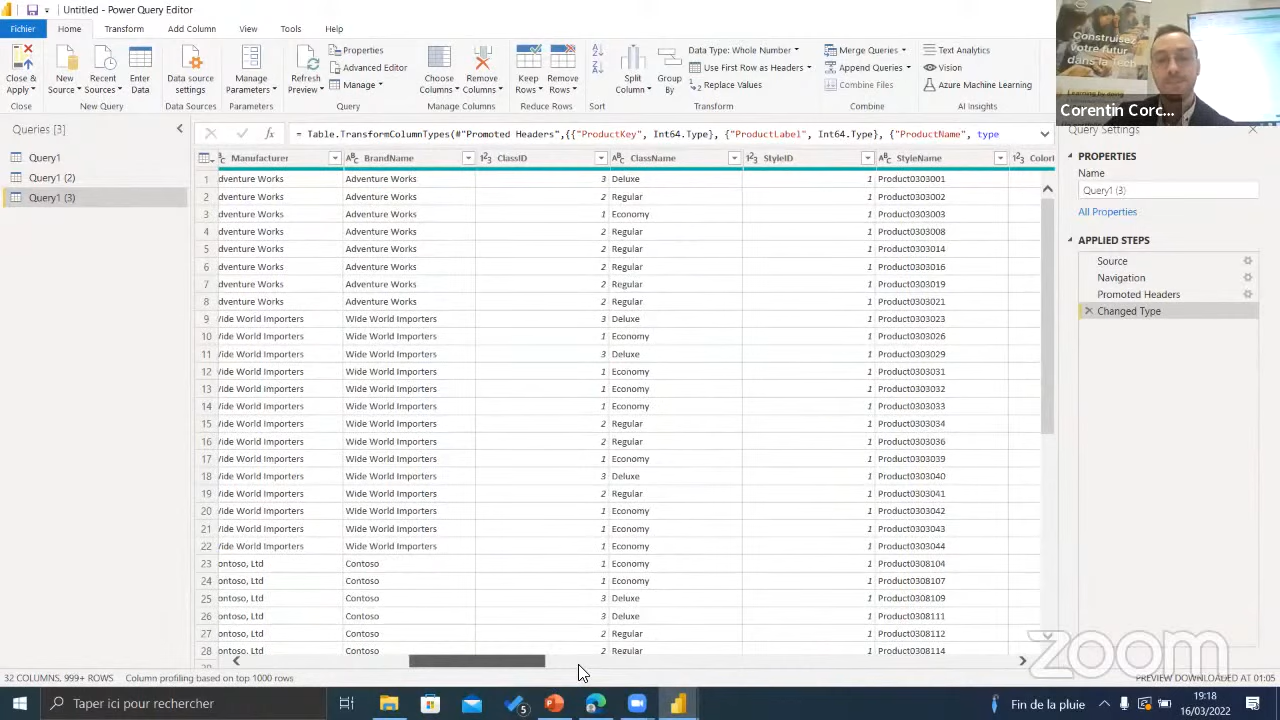 Untitled - Power Query Editor
Fichier Home Transform Add Column View Tools Help
Close & Apply
New Source
Recent Sources
Enter Data
Data source settings
Manage Parameters
Refresh Preview
Properties
Advanced Editor
Manage
Choose Columns
Remove Columns
Keep Rows
Remove Rows
Split Column
Group By
Data Type: Whole Number
Use First Row as Headers
Replace Values
Merge Queries
Append Queries
Combine Files
Text Analytics
Vision
Azure Machine Learning
Close New Query Data Sources Parameters Query Manage Columns Reduce Rows Sort Transform Combine AI Insights
Construisez
votre futur
dans la Tech
Learning by doing
Corentin Corc...
Queries [3]
Query1
Query1 (2)
Query1 (3)
= Table.TransformColumnTypes(#"Promoted Headers",{{"ProductKey", Int64.Type}, {"ProductLabel", Int64.Type}, {"ProductName", type
Manufacturer BrandName ClassID ClassName StyleID StyleName ColorI
1 dventure Works Adventure Works 3 Deluxe 1 Product0303001
2 dventure Works Adventure Works 2 Regular 1 Product0303002
3 dventure Works Adventure Works 1 Economy 1 Product0303003
4 dventure Works Adventure Works 2 Regular 1 Product0303008
5 dventure Works Adventure Works 2 Regular 1 Product0303014
6 dventure Works Adventure Works 2 Regular 1 Product0303016
7 dventure Works Adventure Works 2 Regular 1 Product0303019
8 dventure Works Adventure Works 2 Regular 1 Product0303021
9 Vide World Importers Wide World Importers 3 Deluxe 1 Product0303023
10 Vide World Importers Wide World Importers 1 Economy 1 Product0303026
11 Vide World Importers Wide World Importers 3 Deluxe 1 Product0303029
12 Vide World Importers Wide World Importers 1 Economy 1 Product0303031
13 Vide World Importers Wide World Importers 1 Economy 1 Product0303032
14 Vide World Importers Wide World Importers 1 Economy 1 Product0303033
15 Vide World Importers Wide World Importers 2 Regular 1 Product0303034
16 Vide World Importers Wide World Importers 2 Regular 1 Product0303036
17 Vide World Importers Wide World Importers 1 Economy 1 Product0303039
18 Vide World Importers Wide World Importers 3 Deluxe 1 Product0303040
19 Vide World Importers Wide World Importers 2 Regular 1 Product0303041
20 Vide World Importers Wide World Importers 1 Economy 1 Product0303042
21 Vide World Importers Wide World Importers 1 Economy 1 Product0303043
22 Vide World Importers Wide World Importers 1 Economy 1 Product0303044
23 ontoso, Ltd Contoso 1 Economy 1 Product0308104
24 ontoso, Ltd Contoso 1 Economy 1 Product0308107
25 ontoso, Ltd Contoso 3 Deluxe 1 Product0308109
26 ontoso, Ltd Contoso 3 Deluxe 1 Product0308111
27 ontoso, Ltd Contoso 2 Regular 1 Product0308112
28 ontoso, Ltd Contoso 2 Regular 1 Product0308114
Query Settings
PROPERTIES
Name
Query1 (3)
All Properties
APPLIED STEPS
Source
Navigation
Promoted Headers
Changed Type
zoom
32 COLUMNS, 999+ ROWS Column profiling based on top 1000 rows PREVIEW DOWNLOADED AT 01:05
Taper ici pour rechercher
5
Fin de la pluie
19:18
16/03/2022